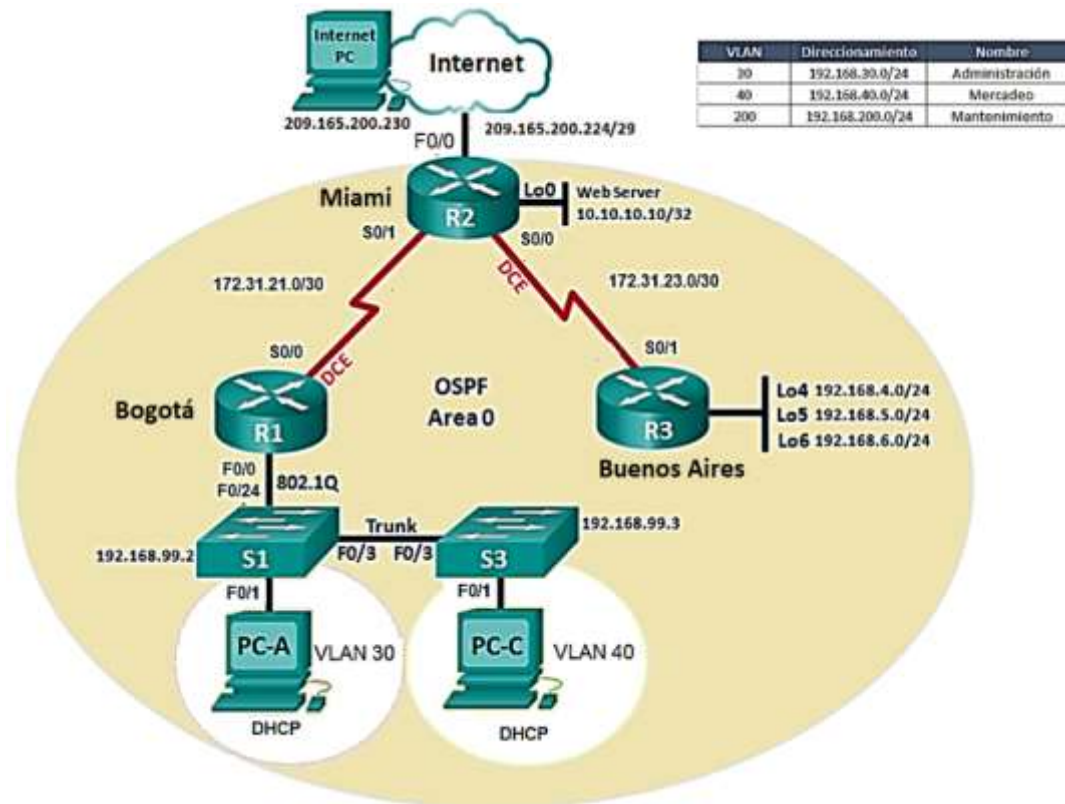 Internet
PC
Internet
209.165.200.230
209.165.200.224/29
F0/0
VLAN Direccionamiento Nombre
30 192.168.30.0/24 Administración
40 192.168.40.0/24 Mercadeo
200 192.168.200.0/24 Mantenimiento
Miami
R2
Lo0
Web Server
10.10.10.10/32
S0/1
S0/0
DCE
172.31.21.0/30
172.31.23.0/30
S0/0
DCE
S0/1
Bogotá
R1
OSPF
Area 0
R3
Buenos Aires
Lo4 192.168.4.0/24
Lo5 192.168.5.0/24
Lo6 192.168.6.0/24
F0/0
F0/24
802.1Q
Trunk
192.168.99.3
192.168.99.2
S1
F0/3 F0/3
S3
F0/1
F0/1
PC-A
VLAN 30
PC-C
VLAN 40
DHCP
DHCP